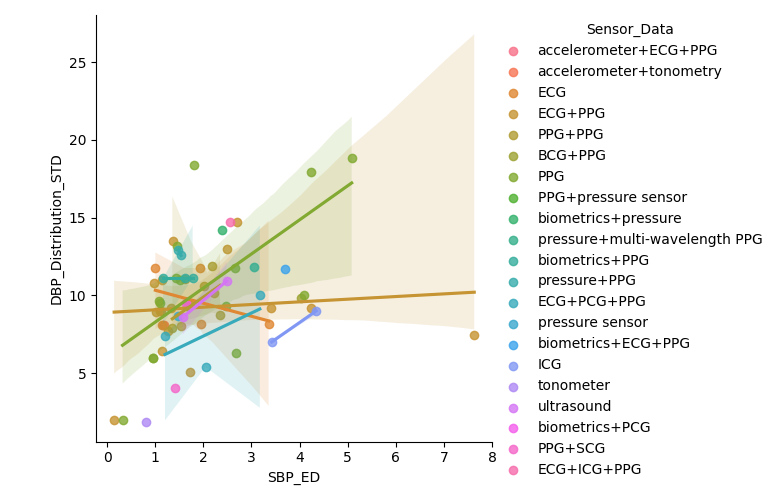 Sensor_Data
accelerometer+ECG+PPG
accelerometer+tonometry
ECG
ECG+PPG
PPG+PPG
BCG+PPG
PPG
PPG+pressure sensor
biometrics+pressure
pressure+multi-wavelength PPG
biometrics+PPG
pressure+PPG
ECG+PCG+PPG
pressure sensor
biometrics+ECG+PPG
ICG
tonometer
ultrasound
biometrics+PCG
PPG+SCG
ECG+ICG+PPG
DBP_Distribution_STD
25
20
15
10
5
0 1 2 3 4 5 6 7 8
SBP_ED